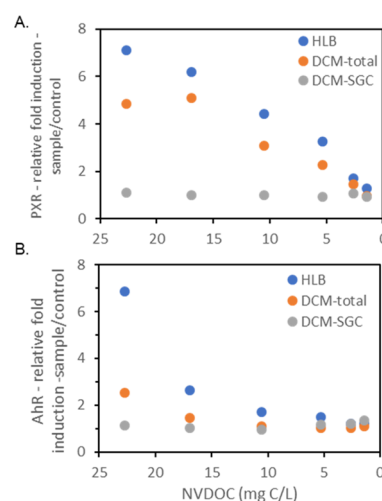 A.
PXR - relative fold induction -
sample/control
8
6
4
2
0
HLB
DCM-total
DCM-SGC
25
20
15
10
5
0
B.
AhR - relative fold
induction -sample/control
8
6
4
2
0
HLB
DCM-total
DCM-SGC
25
20
15
10
5
0
NVDOC (mg C/L)